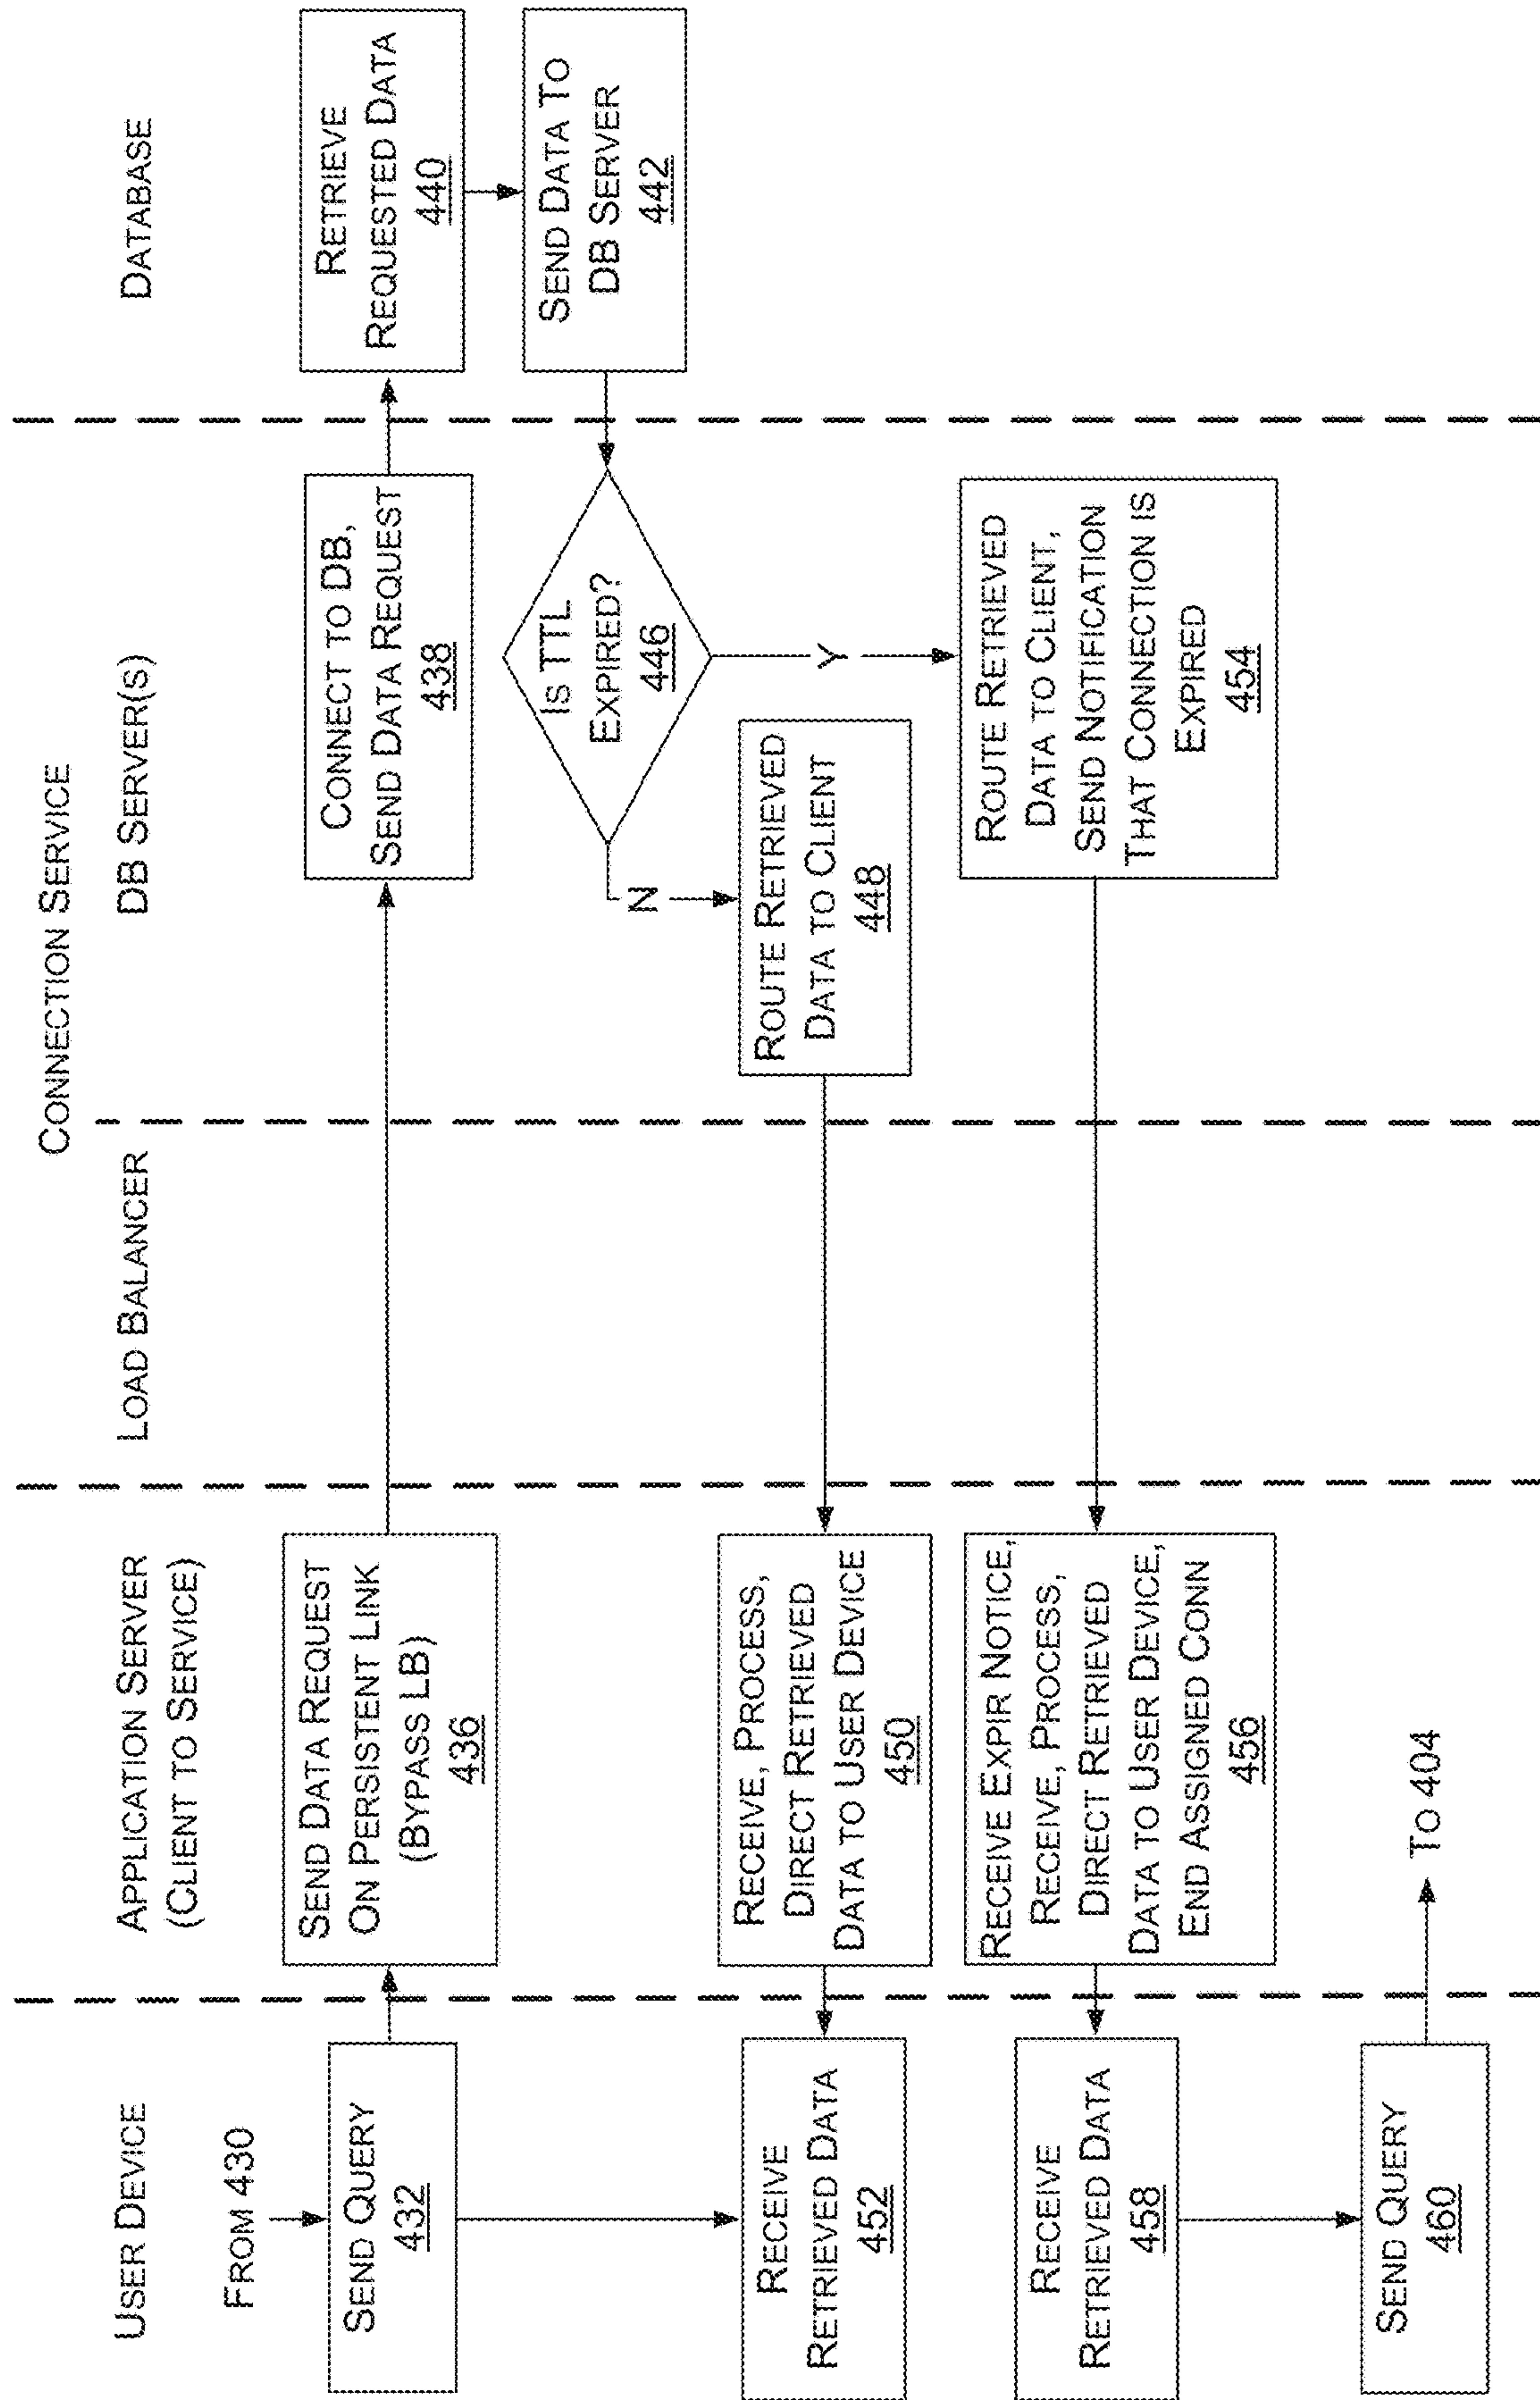 CONNECTION SERVICE
USER DEVICE
APPLICATION SERVER
(CLIENT TO SERVICE)
LOAD BALANCER
DB SERVER(S)
DATABASE
FROM 430
SEND QUERY
432
SEND DATA REQUEST
ON PERSISTENT LINK
(BYPASS LB)
436
CONNECT TO DB,
SEND DATA REQUEST
438
RETRIEVE
REQUESTED DATA
440
SEND DATA TO
DB SERVER
442
IS TTL
EXPIRED?
446
N
Y
ROUTE RETRIEVED
DATA TO CLIENT
448
RECEIVE, PROCESS,
DIRECT RETRIEVED
DATA TO USER DEVICE
450
RECEIVE
RETRIEVED DATA
452
ROUTE RETRIEVED
DATA TO CLIENT,
SEND NOTIFICATION
THAT CONNECTION IS
EXPIRED
454
RECEIVE EXPIR NOTICE,
RECEIVE, PROCESS,
DIRECT RETRIEVED
DATA TO USER DEVICE,
END ASSIGNED CONN
456
RECEIVE
RETRIEVED DATA
458
SEND QUERY
460
TO 404